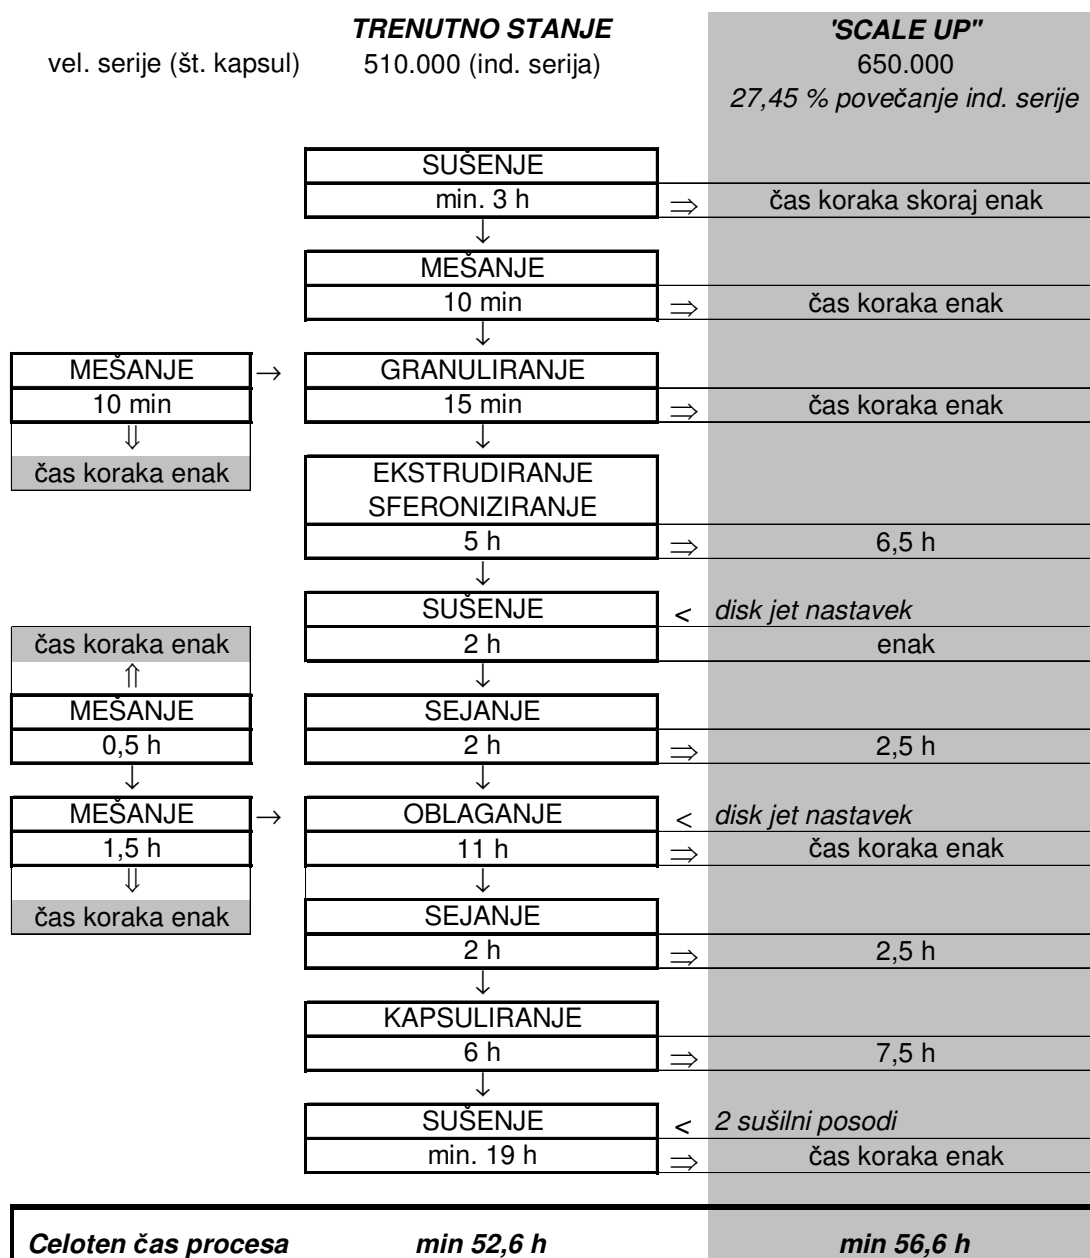 TRENUTNO STANJE 'SCALE UP"
vel. serije (št. kapsul) 510.000 (ind. serija) 650.000
27,45 % povečanje ind. serije
SUŠENJE
min. 3 h ⇒ čas koraka skoraj enak
↓
MEŠANJE
10 min ⇒ čas koraka enak
↓
MEŠANJE → GRANULIRANJE
10 min 15 min ⇒ čas koraka enak
⇓ ↓
čas koraka enak EKSTRUDIRANJE
SFERONIZIRANJE
5 h ⇒ 6,5 h
↓
SUŠENJE < disk jet nastavek
čas koraka enak 2 h enak
⇑ ↓
MEŠANJE SEJANJE
0,5 h 2 h ⇒ 2,5 h
↓ ↓
MEŠANJE → OBLAGANJE < disk jet nastavek
1,5 h 11 h ⇒ čas koraka enak
⇓ ↓
čas koraka enak SEJANJE
2 h ⇒ 2,5 h
↓
KAPSULIRANJE
6 h ⇒ 7,5 h
↓
SUŠENJE < 2 sušilni posodi
min. 19 h ⇒ čas koraka enak
Celoten čas procesa min 52,6 h min 56,6 h